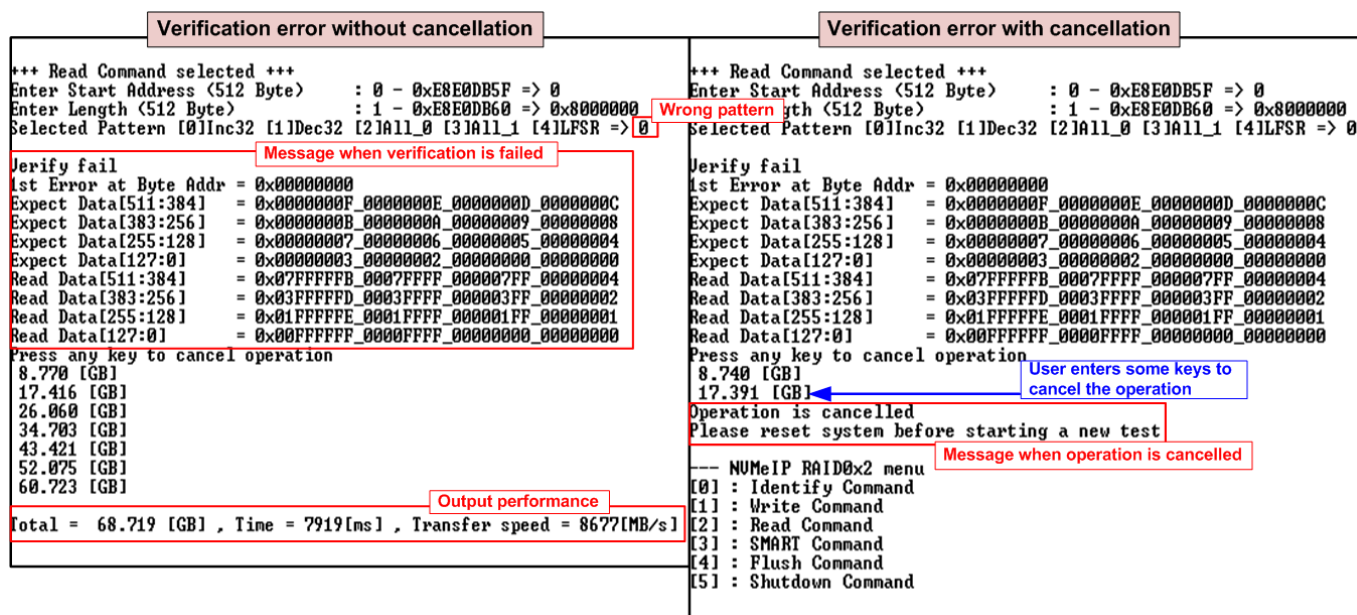 Verification error without cancellation
+++ Read Command selected +++
Enter Start Address (512 Byte) : 0 - 0xE8E0DB5F => 0
Enter Length (512 Byte) : 1 - 0xE8E0DB60 => 0x8000000
Selected Pattern [0]Inc32 [1]Dec32 [2]All_0 [3]All_1 [4]LFSR => 0
Wrong pattern
Message when verification is failed
Verify fail
1st Error at Byte Addr = 0x00000000
Expect Data[511:384] = 0x0000000F_0000000E_0000000D_0000000C
Expect Data[383:256] = 0x0000000B_0000000A_00000009_00000008
Expect Data[255:128] = 0x00000007_00000006_00000005_00000004
Expect Data[127:0] = 0x00000003_00000002_00000000_00000000
Read Data[511:384] = 0x07FFFFFB_0007FFFF_000007FF_00000004
Read Data[383:256] = 0x03FFFFFD_0003FFFF_000003FF_00000002
Read Data[255:128] = 0x01FFFFFE_0001FFFF_000001FF_00000001
Read Data[127:0] = 0x00FFFFFF_0000FFFF_00000000_00000000
Press any key to cancel operation
8.770 [GB]
17.416 [GB]
26.060 [GB]
34.703 [GB]
43.421 [GB]
52.075 [GB]
60.723 [GB]
Output performance
Total = 68.719 [GB] , Time = 7919[ms] , Transfer speed = 8677[MB/s]
Verification error with cancellation
+++ Read Command selected +++
Enter Start Address (512 Byte) : 0 - 0xE8E0DB5F => 0
gth (512 Byte) : 1 - 0xE8E0DB60 => 0x8000000
Selected Pattern [0]Inc32 [1]Dec32 [2]All_0 [3]All_1 [4]LFSR => 0
Verify fail
1st Error at Byte Addr = 0x00000000
Expect Data[511:384] = 0x0000000F_0000000E_0000000D_0000000C
Expect Data[383:256] = 0x0000000B_0000000A_00000009_00000008
Expect Data[255:128] = 0x00000007_00000006_00000005_00000004
Expect Data[127:0] = 0x00000003_00000002_00000000_00000000
Read Data[511:384] = 0x07FFFFFB_0007FFFF_000007FF_00000004
Read Data[383:256] = 0x03FFFFFD_0003FFFF_000003FF_00000002
Read Data[255:128] = 0x01FFFFFE_0001FFFF_000001FF_00000001
Read Data[127:0] = 0x00FFFFFF_0000FFFF_00000000_00000000
Press any key to cancel operation
8.740 [GB]
17.391 [GB]
User enters some keys to
cancel the operation
Operation is cancelled
Please reset system before starting a new test
Message when operation is cancelled
--- NVMeIP RAID0x2 menu
[0] : Identify Command
[1] : Write Command
[2] : Read Command
[3] : SMART Command
[4] : Flush Command
[5] : Shutdown Command